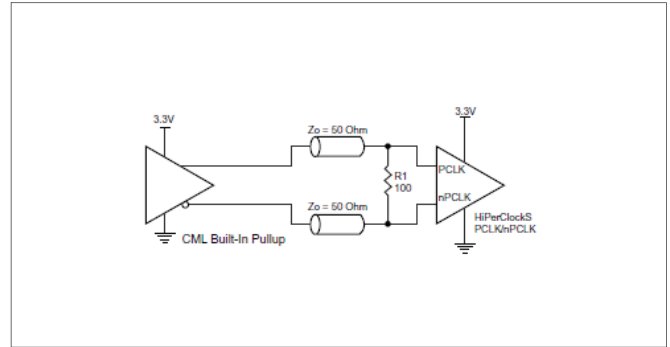 3.3V
3.3V
Zo = 50 Ohm
PCLK
R1
100
nPCLK
Zo = 50 Ohm
HiPerClockS
PCLK/nPCLK
CML Built-In Pullup